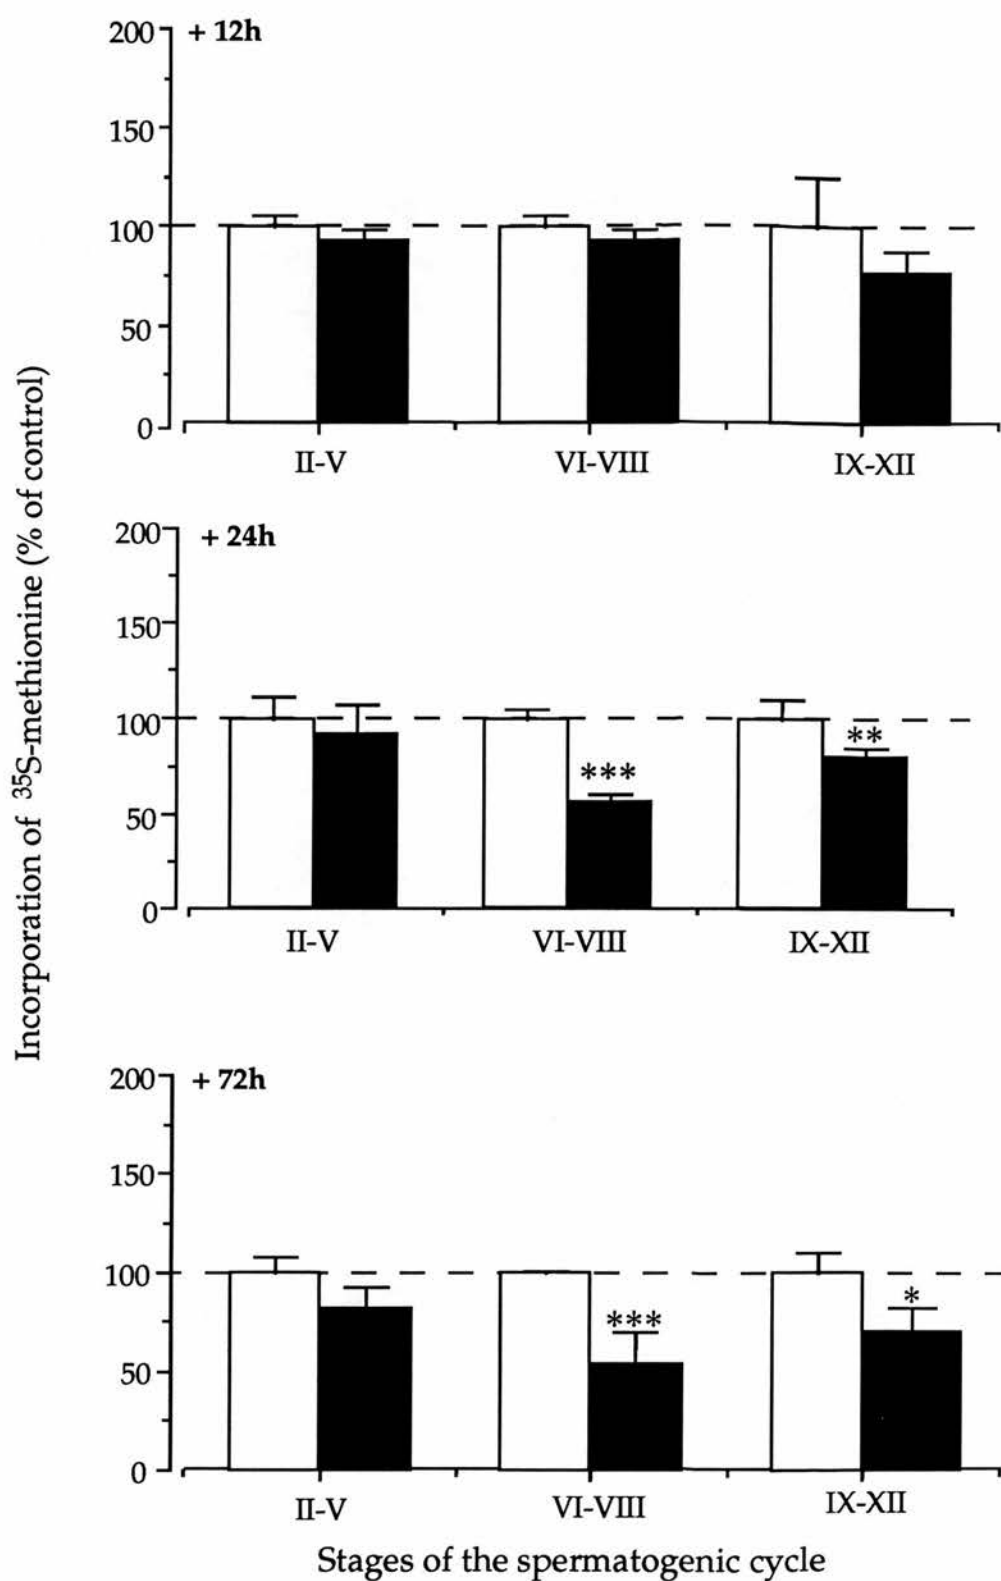 Incorporation of ³⁵S-methionine (% of control)
+ 12h
200
150
100
50
0
II-V VI-VIII IX-XII
+ 24h
200
150
100
50
0
***
**
II-V VI-VIII IX-XII
+ 72h
200
150
100
50
0
***
*
II-V VI-VIII IX-XII
Stages of the spermatogenic cycle